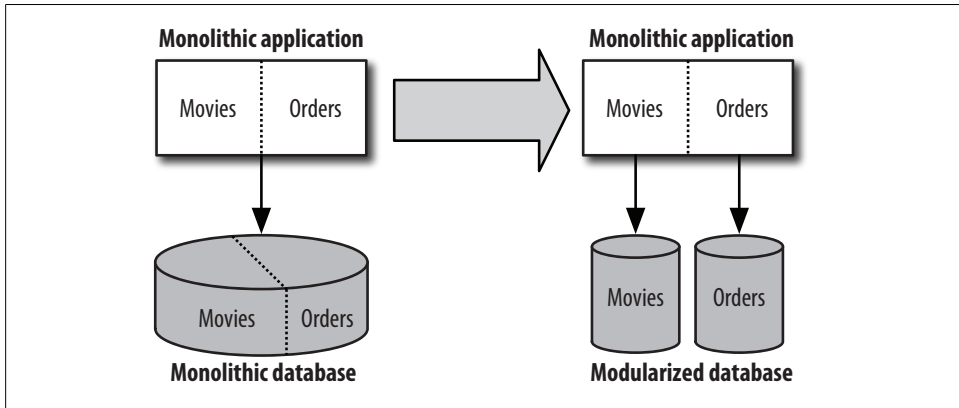 Monolithic application
Movies
Orders
Movies
Orders
Monolithic database
Monolithic application
Movies
Orders
Movies
Orders
Modularized database